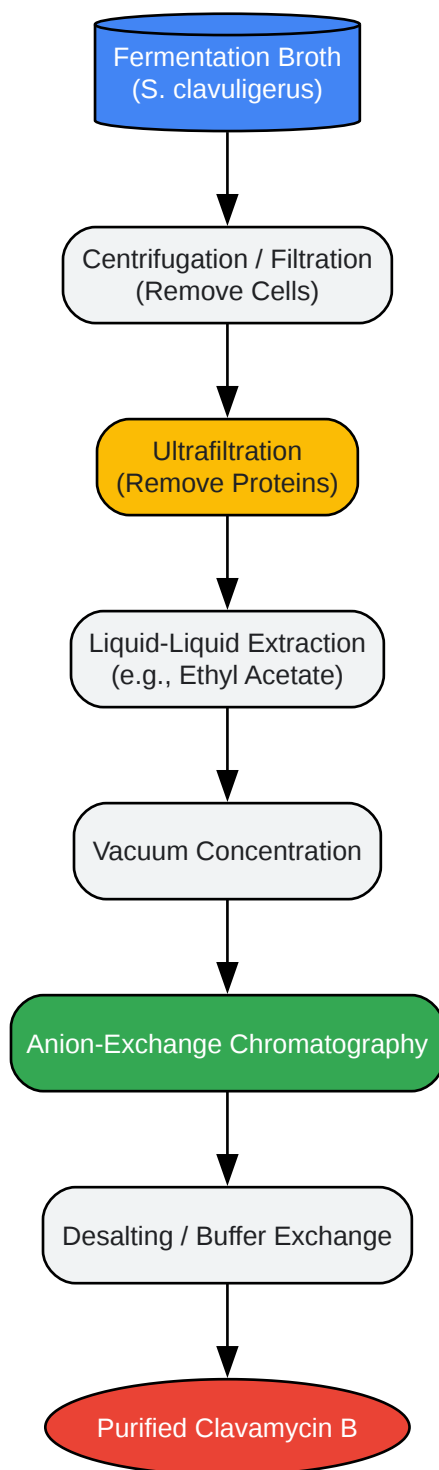 Fermentation Broth
(S. clavuligerus)
Centrifugation / Filtration
(Remove Cells)
Ultrafiltration
(Remove Proteins)
Liquid-Liquid Extraction
(e.g., Ethyl Acetate)
Vacuum Concentration
Anion-Exchange Chromatography
Desalting / Buffer Exchange
Purified Clavamycin B